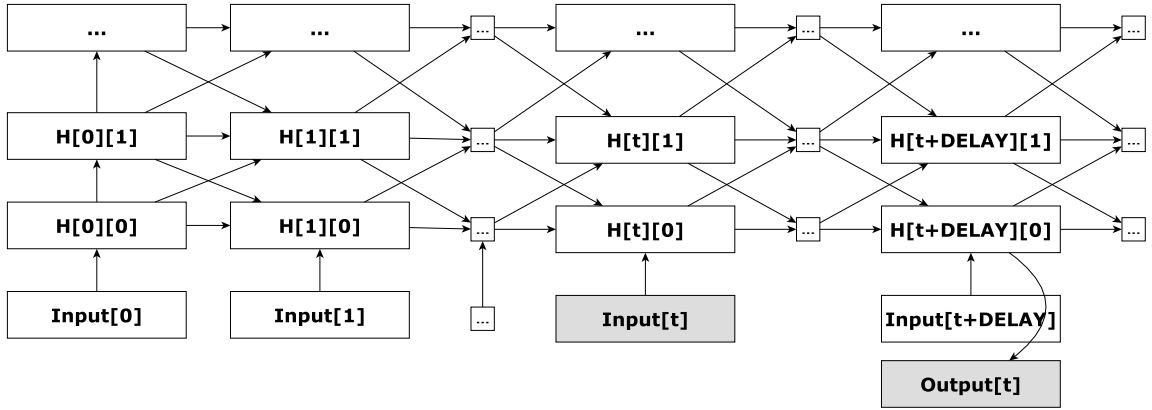 ... ... ... ... ... ... ...
H[0][1] H[1][1] ... H[t][1] ... H[t+DELAY][1] ...
H[0][0] H[1][0] ... H[t][0] ... H[t+DELAY][0] ...
Input[0] Input[1] ... Input[t] Input[t+DELAY]
Output[t]